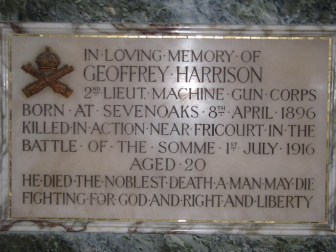 IN · LOVING · MEMORY · OF
GEOFFREY · HARRISON
2ND LIEUT · MACHINE · GUN · CORPS
BORN · AT · SEVENOAKS · 8TH · APRIL · 1896
KILLED · IN · ACTION · NEAR · FRICOURT · IN · THE
BATTLE · OF · THE · SOMME · 1ST · JULY · 1916
AGED · 20
HE · DIED · THE · NOBLEST · DEATH · A · MAN · MAY · DIE
FIGHTING · FOR · GOD · AND · RIGHT · AND · LIBERTY